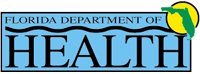 FLORIDA DEPARTMENT OF
HEALTH